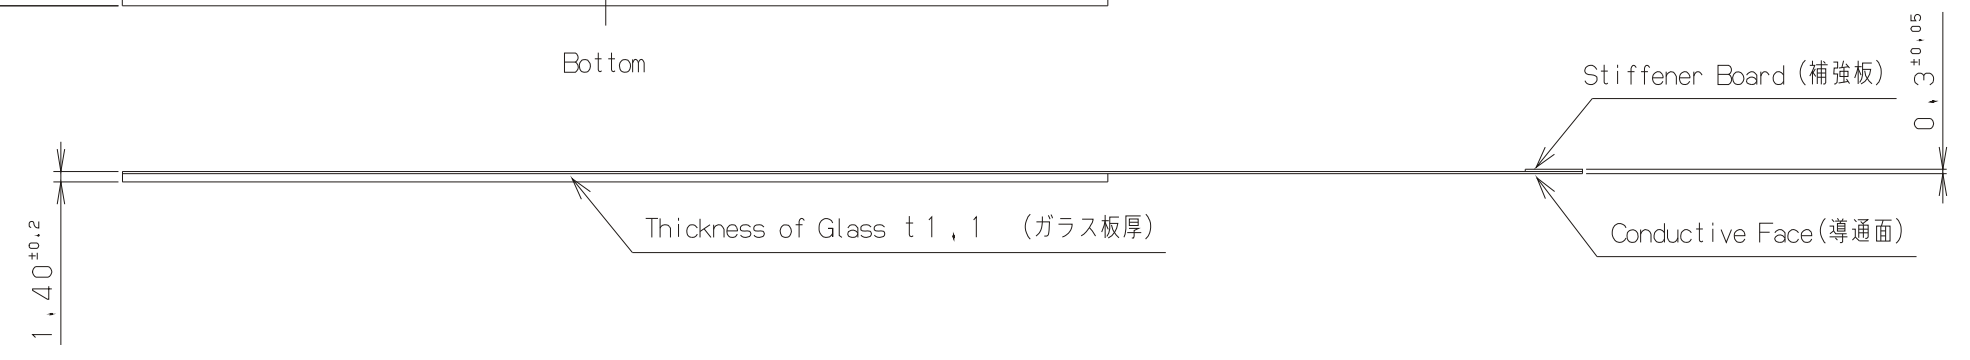 Bottom
Stiffener Board (補強板)
0,3±0,05
1,40±0,2
Thickness of Glass t1,1 (ガラス板厚)
Conductive Face(導通面)